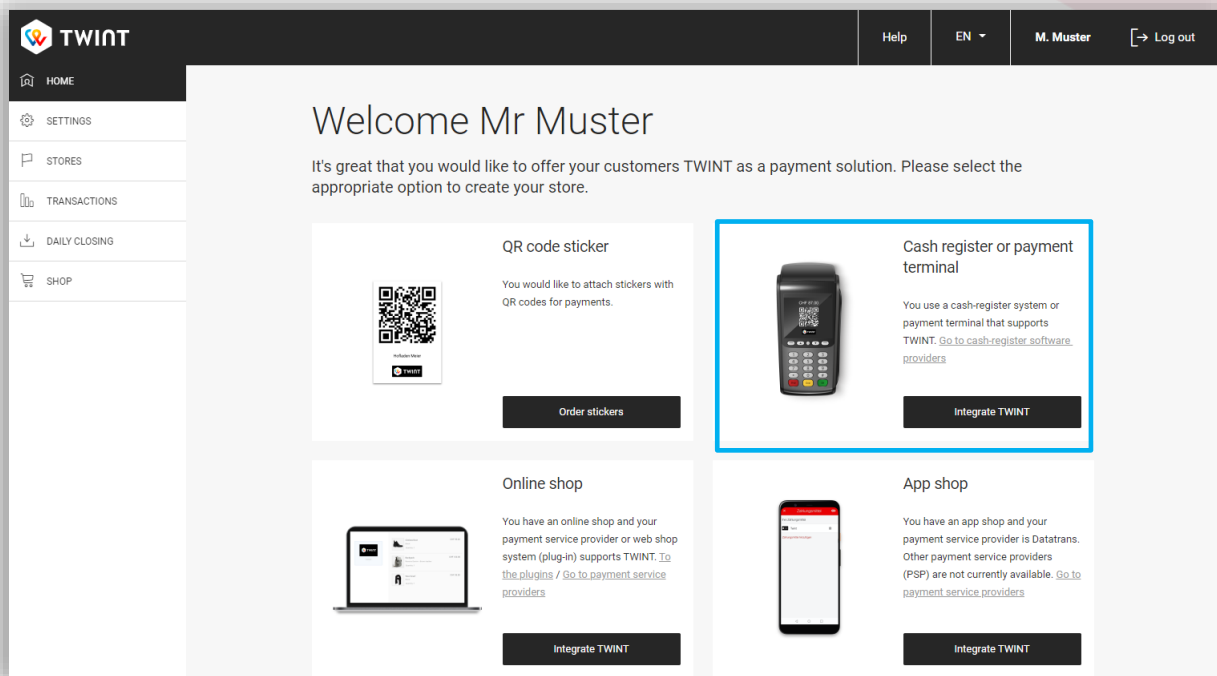 TWINT
Help
EN
M. Muster
Log out
HOME
SETTINGS
STORES
TRANSACTIONS
DAILY CLOSING
SHOP
Welcome Mr Muster
It's great that you would like to offer your customers TWINT as a payment solution. Please select the
appropriate option to create your store.
QR code sticker
You would like to attach stickers with
QR codes for payments.
TWINT
Order stickers
Cash register or payment
terminal
You use a cash-register system or
payment terminal that supports
TWINT. Go to cash-register software
providers
Integrate TWINT
Online shop
You have an online shop and your
payment service provider or web shop
system (plug-in) supports TWINT. To
the plugins / Go to payment service
providers
TWINT
Integrate TWINT
App shop
You have an app shop and your
payment service provider is Datatrans.
Other payment service providers
(PSP) are not currently available. Go to
payment service providers
Integrate TWINT